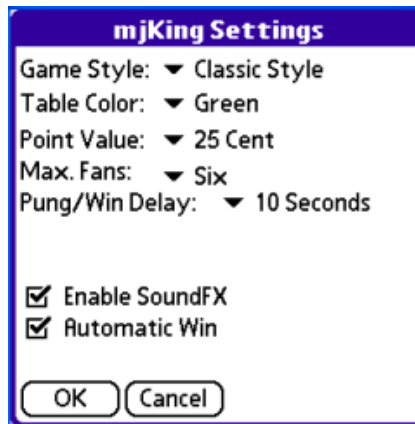 mjKing Settings
Game Style: Classic Style
Table Color: Green
Point Value: 25 Cent
Max. Fans: Six
Pung/Win Delay: 10 Seconds
Enable SoundFX
Automatic Win
OK Cancel